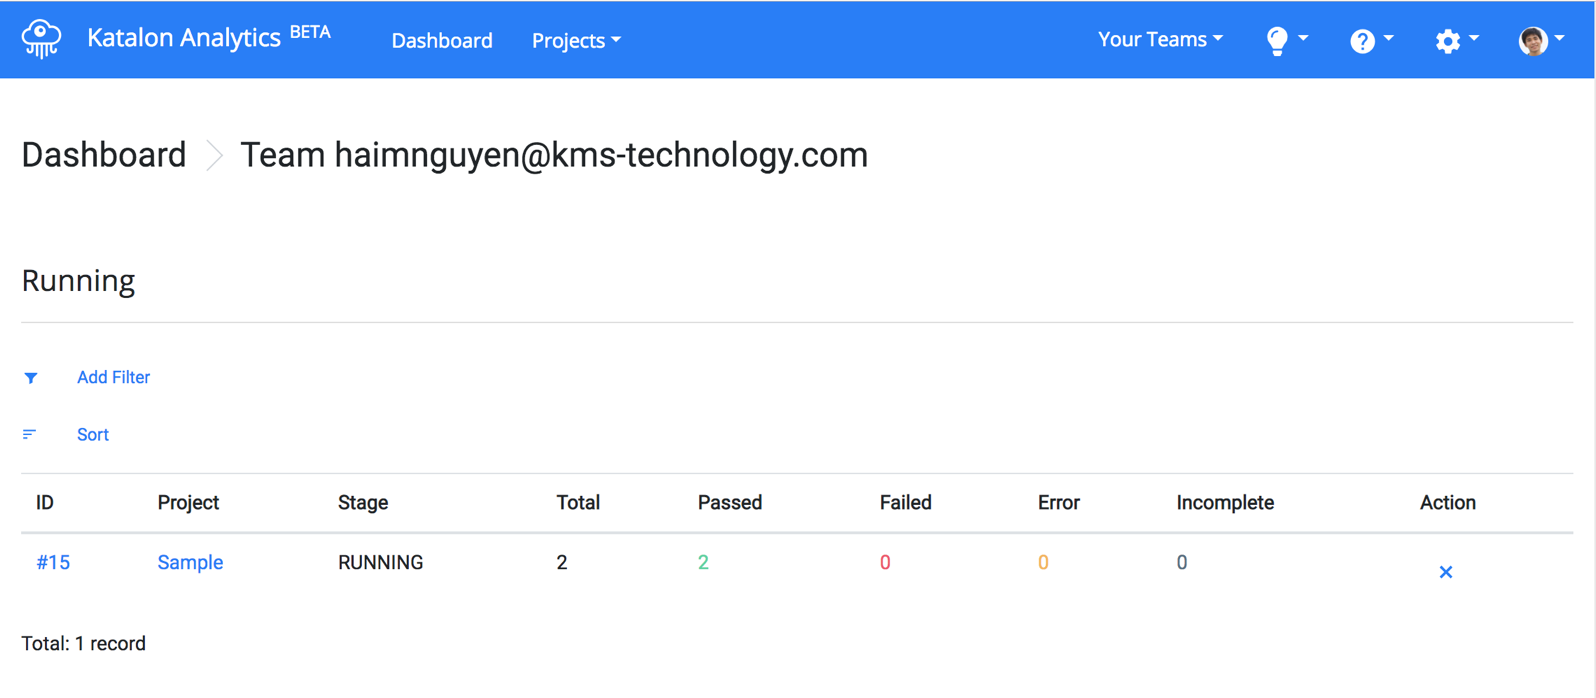 Katalon Analytics BETA Dashboard Projects Your Teams ?
Dashboard Team haimnguyen@kms-technology.com
Running
Add Filter
Sort
ID Project Stage Total Passed Failed Error Incomplete Action
#15 Sample RUNNING 2 2 0 0 0
Total: 1 record